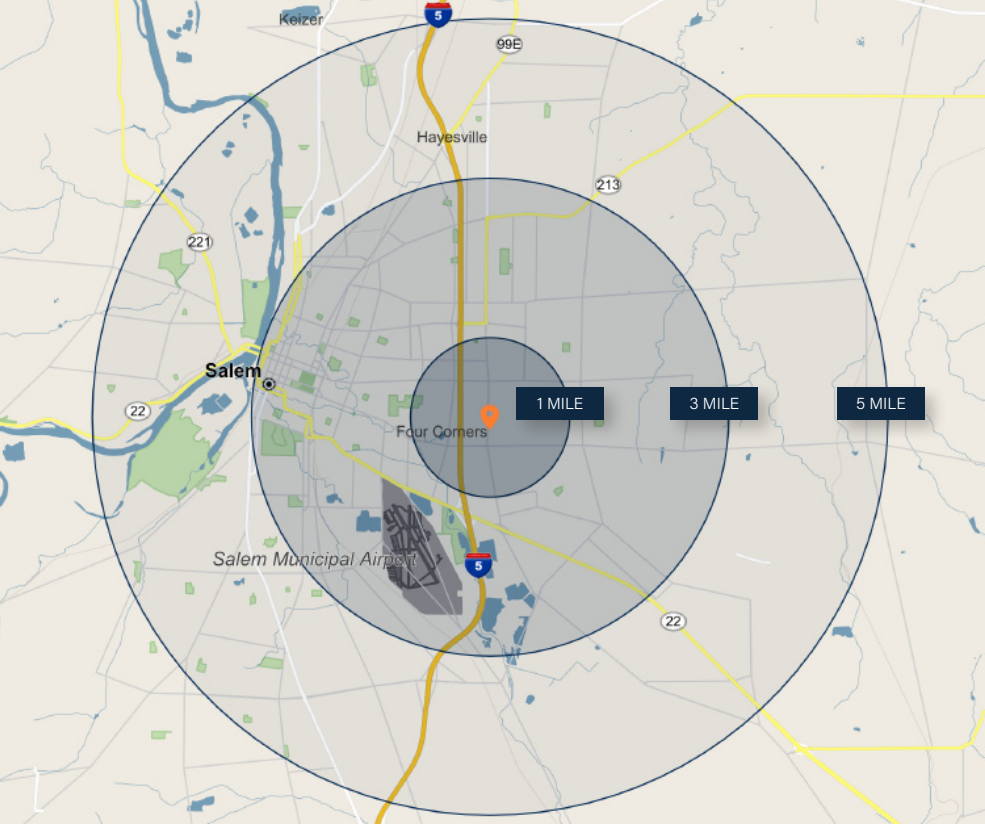 Keizer
5
99E
Hayesville
213
221
Salem
22
Four Corners
1 MILE
3 MILE
5 MILE
Salem Municipal Airport
5
22